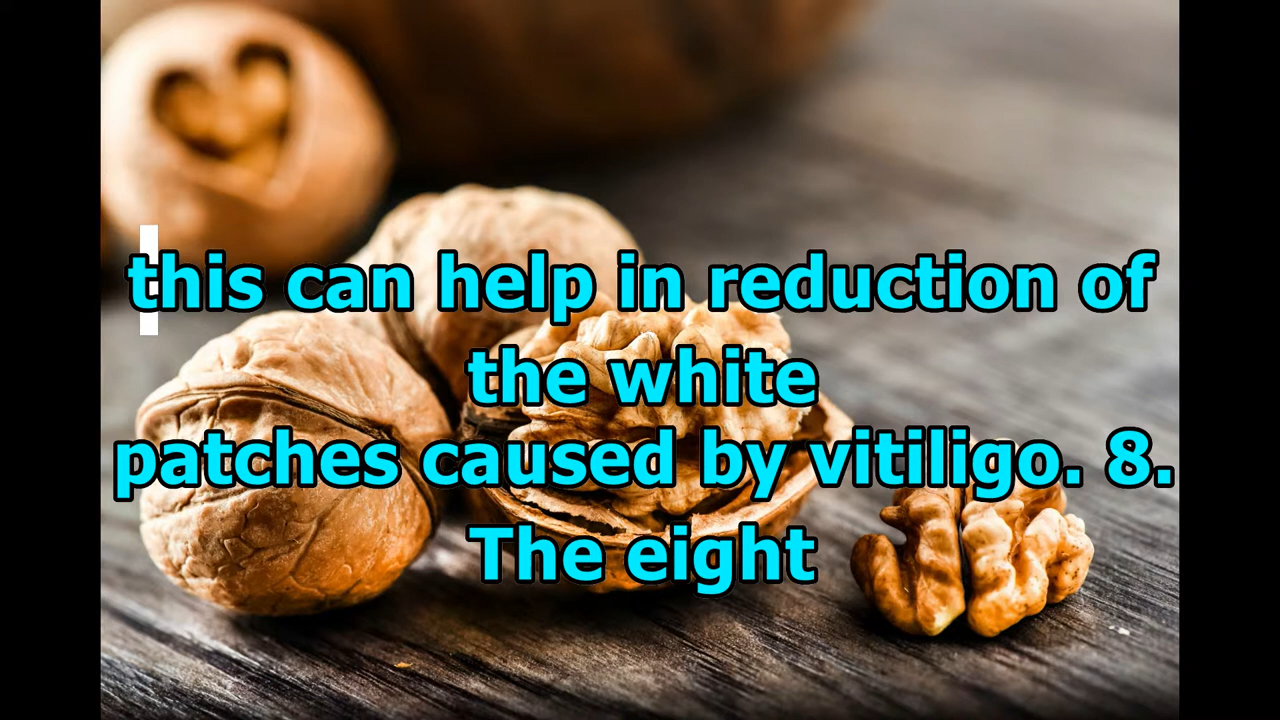 this can help in reduction of
the white
patches caused by vitiligo. 8.
The eight